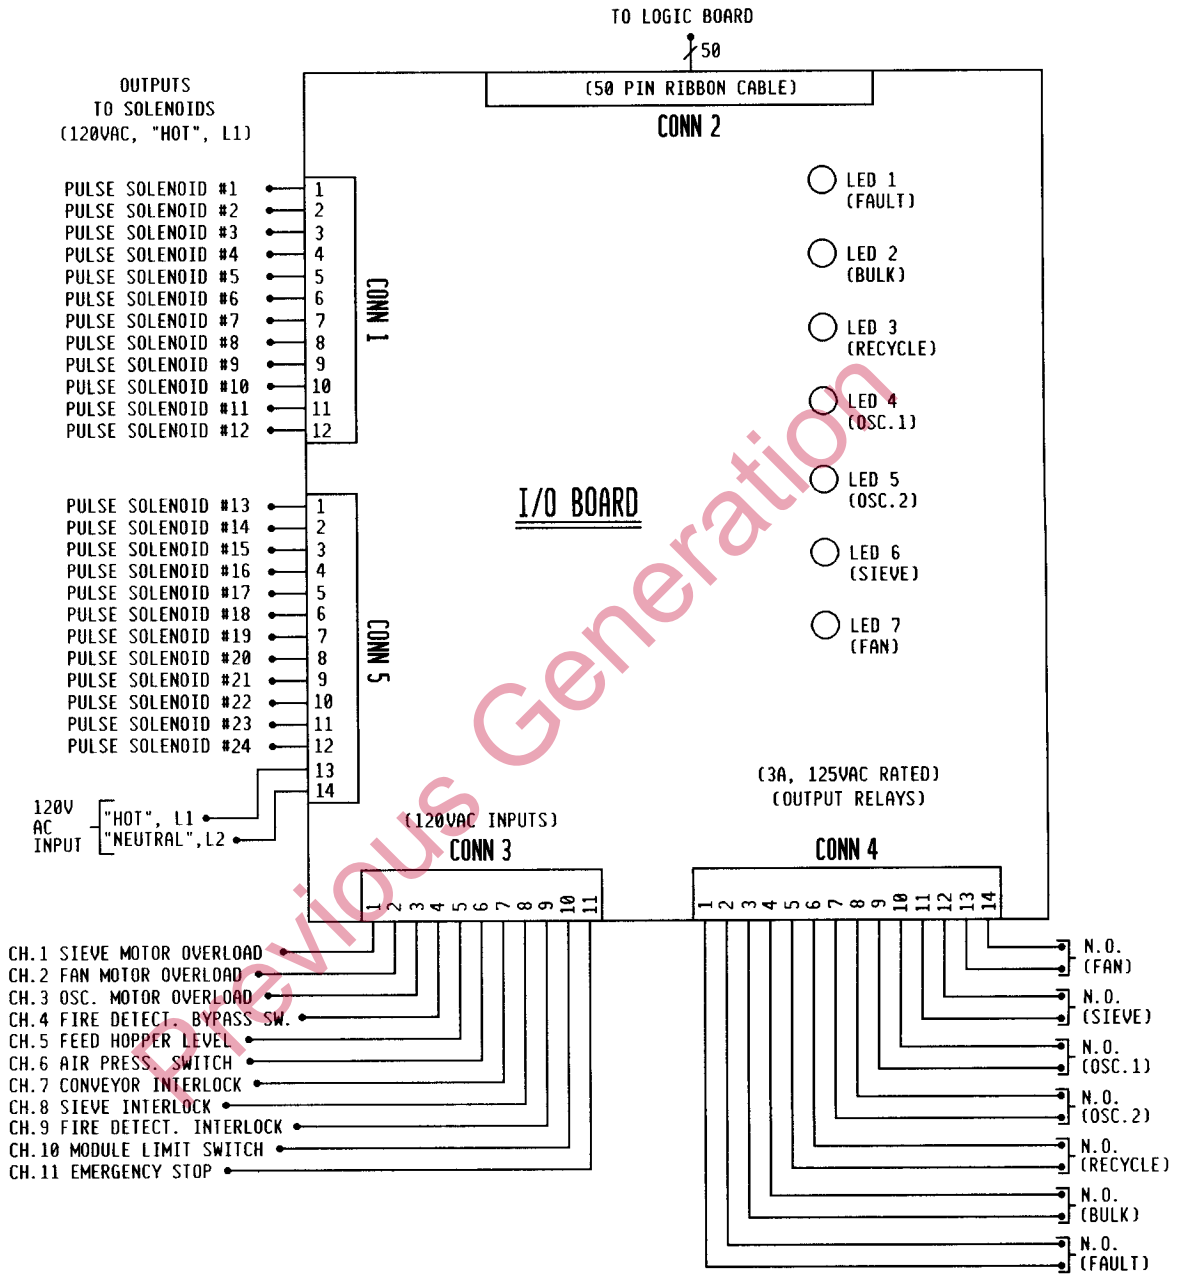 TO LOGIC BOARD
50
(50 PIN RIBBON CABLE)
CONN 2
OUTPUTS
TO SOLENOIDS
(120VAC, "HOT", L1)
PULSE SOLENOID #1 1
PULSE SOLENOID #2 2
PULSE SOLENOID #3 3
PULSE SOLENOID #4 4
PULSE SOLENOID #5 5
PULSE SOLENOID #6 6
PULSE SOLENOID #7 7
PULSE SOLENOID #8 8
PULSE SOLENOID #9 9
PULSE SOLENOID #10 10
PULSE SOLENOID #11 11
PULSE SOLENOID #12 12
CONN 1
PULSE SOLENOID #13 1
PULSE SOLENOID #14 2
PULSE SOLENOID #15 3
PULSE SOLENOID #16 4
PULSE SOLENOID #17 5
PULSE SOLENOID #18 6
PULSE SOLENOID #19 7
PULSE SOLENOID #20 8
PULSE SOLENOID #21 9
PULSE SOLENOID #22 10
PULSE SOLENOID #23 11
PULSE SOLENOID #24 12
13
14
CONN 5
120V
AC
INPUT
"HOT", L1
"NEUTRAL", L2
I/O BOARD
LED 1
(FAULT)
LED 2
(BULK)
LED 3
(RECYCLE)
LED 4
(OSC.1)
LED 5
(OSC.2)
LED 6
(SIEVE)
LED 7
(FAN)
(3A, 125VAC RATED)
(OUTPUT RELAYS)
(120VAC INPUTS)
CONN 3
CONN 4
1 2 3 4 5 6 7 8 9 10 11
1 2 3 4 5 6 7 8 9 10 11 12 13 14
CH.1 SIEVE MOTOR OVERLOAD
CH.2 FAN MOTOR OVERLOAD
CH.3 OSC. MOTOR OVERLOAD
CH.4 FIRE DETECT. BYPASS SW.
CH.5 FEED HOPPER LEVEL
CH.6 AIR PRESS. SWITCH
CH.7 CONVEYOR INTERLOCK
CH.8 SIEVE INTERLOCK
CH.9 FIRE DETECT. INTERLOCK
CH.10 MODULE LIMIT SWITCH
CH.11 EMERGENCY STOP
N.O.
(FAN)
N.O.
(SIEVE)
N.O.
(OSC.1)
N.O.
(OSC.2)
N.O.
(RECYCLE)
N.O.
(BULK)
N.O.
(FAULT)
Previous Generation